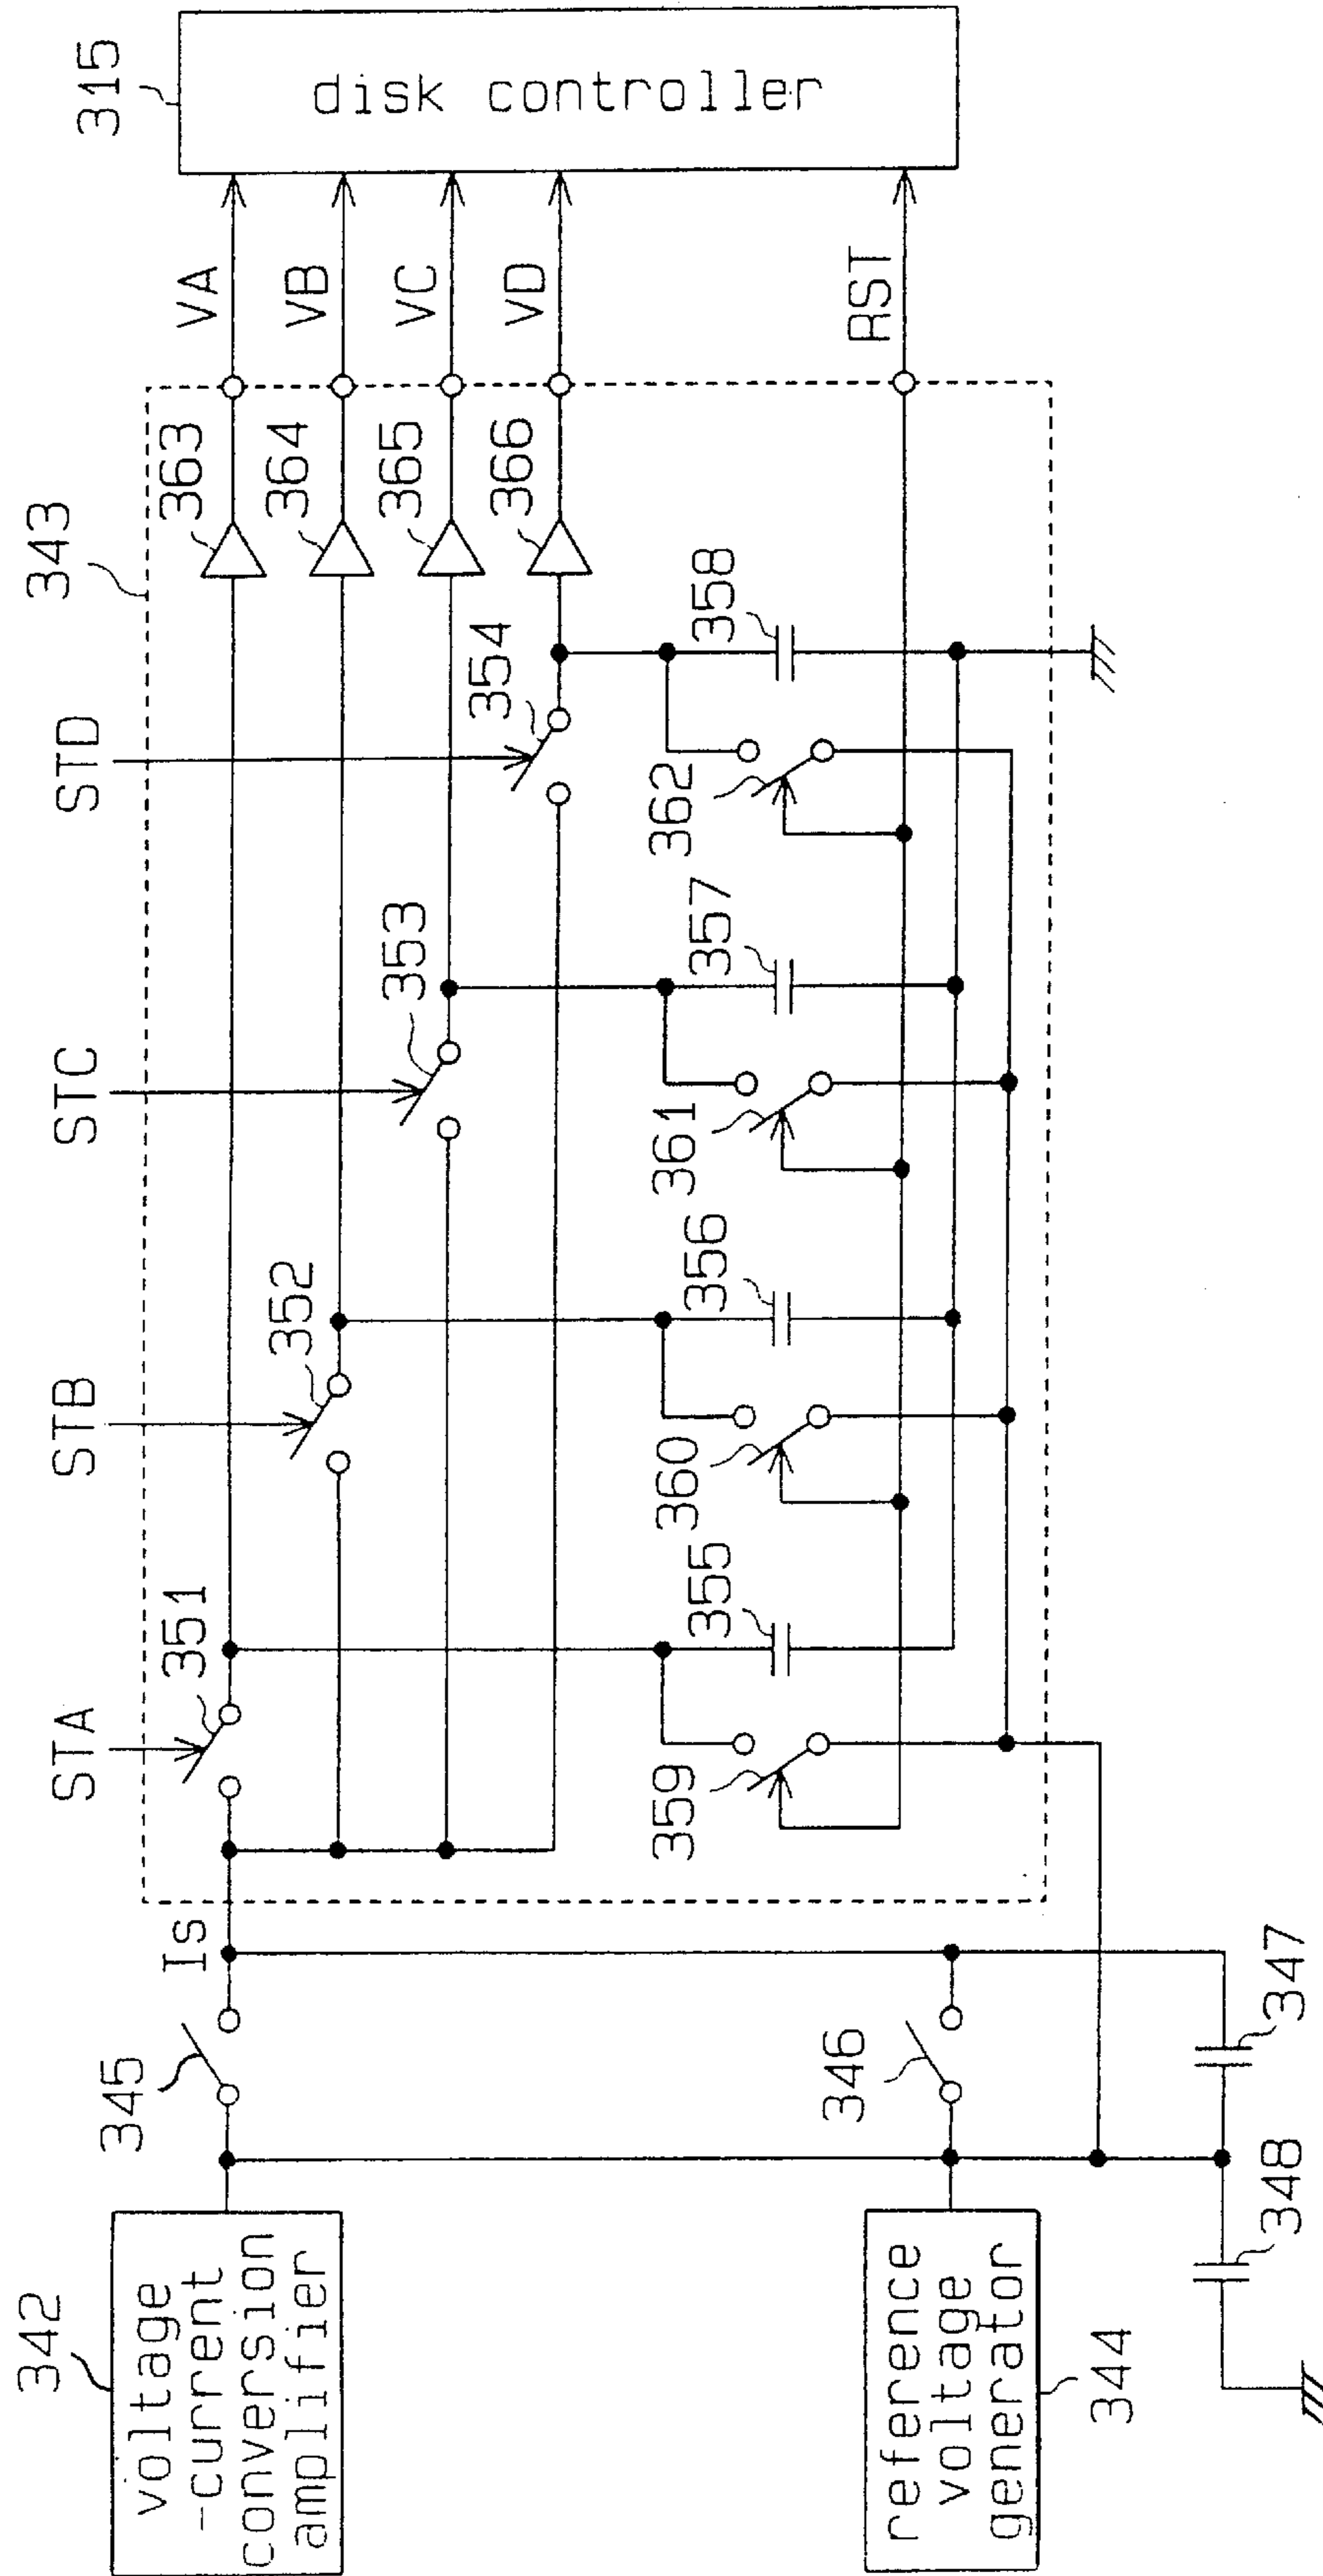 342
voltage
-current
conversion
amplifier
345
Is
STA
351
STB
352
STC
353
STD
354
343
363
364
365
366
VA
VB
VC
VD
315
disk controller
359
355
360
356
361
357
362
358
RST
346
reference
voltage
generator
344
348
347